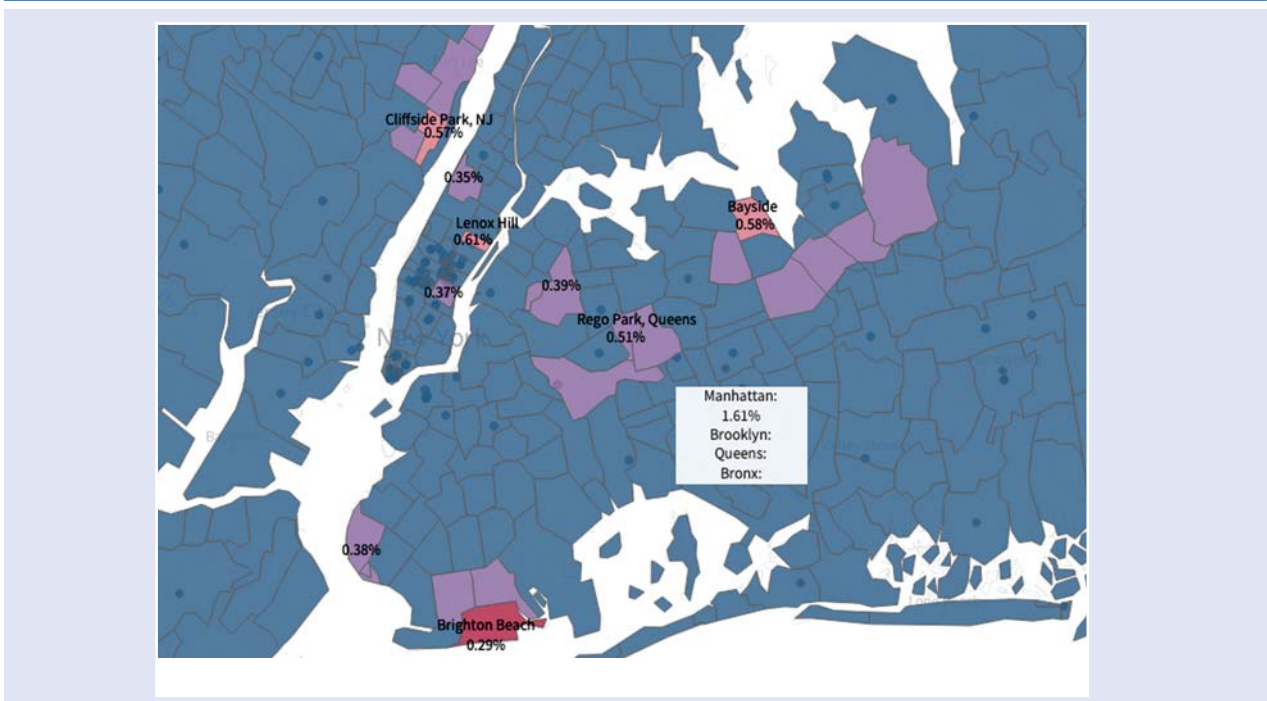 Cliffside Park, NJ
0.57%
0.35%
Lenox Hill
0.61%
Bayside
0.58%
0.37%
0.39%
Rego Park, Queens
0.51%
New York
Manhattan:
1.61%
Brooklyn:
Queens:
Bronx:
0.38%
Brighton Beach
0.29%